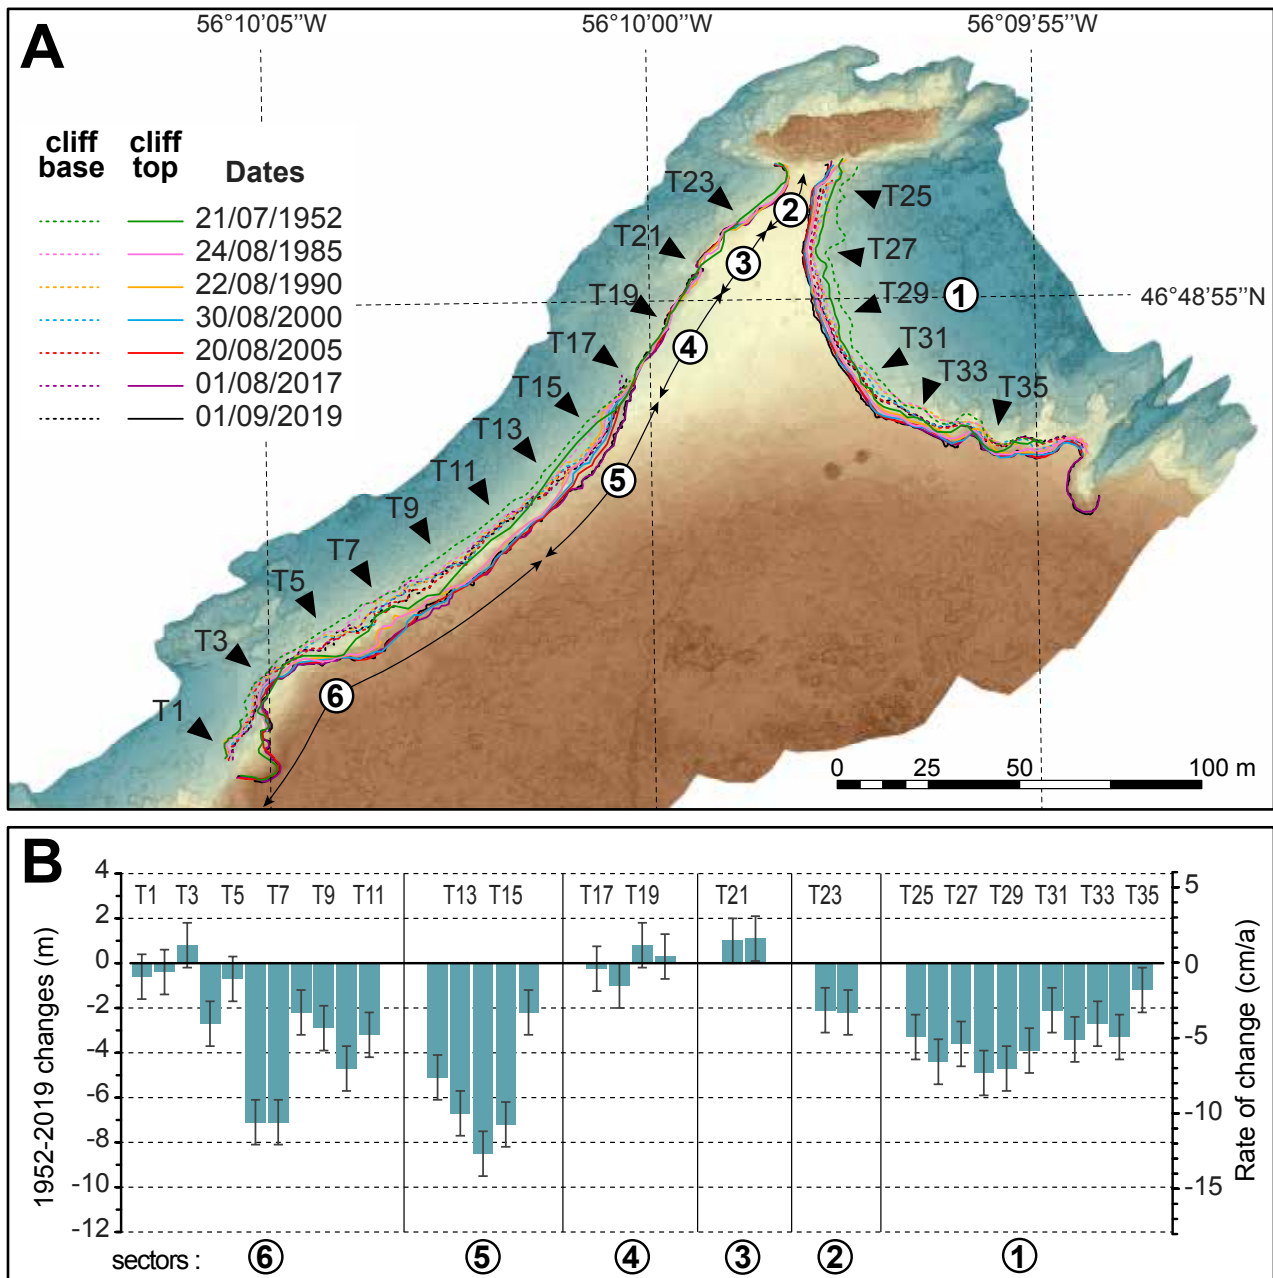 A
56°10'05''W
56°10'00''W
56°09'55''W
cliff base
cliff top
Dates
21/07/1952
24/08/1985
22/08/1990
30/08/2000
20/08/2005
01/08/2017
01/09/2019
46°48'55''N
T23
T21
T19
T17
T15
T13
T11
T9
T7
T5
T3
T1
T25
T27
T29
T31
T33
T35
2
3
1
4
5
6
0 25 50 100 m
B
1952-2019 changes (m)
4
2
0
-2
-4
-6
-8
-10
-12
T1 T3 T5 T7 T9 T11 T13 T15 T17 T19 T21 T23 T25 T27 T29 T31 T33 T35
5
0
-5
-10
-15
Rate of change (cm/a)
sectors : 6 5 4 3 2 1